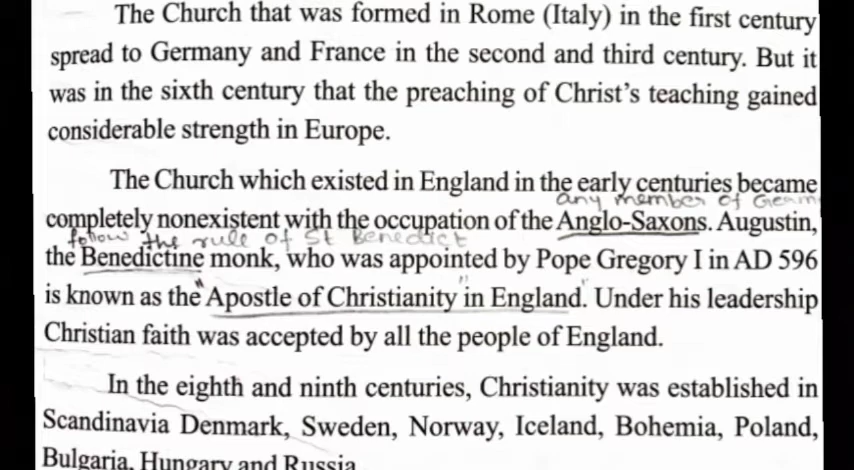 The Church that was formed in Rome (Italy) in the first century
spread to Germany and France in the second and third century. But it
was in the sixth century that the preaching of Christ's teaching gained
considerable strength in Europe.
The Church which existed in England in the early centuries became
any member of Germ
completely nonexistent with the occupation of the Anglo-Saxons. Augustin,
follow the rule of St Benedict
the Benedictine monk, who was appointed by Pope Gregory I in AD 596
is known as the "Apostle of Christianity" in England. Under his leadership
Christian faith was accepted by all the people of England.
In the eighth and ninth centuries, Christianity was established in
Scandinavia Denmark, Sweden, Norway, Iceland, Bohemia, Poland,
Bulgaria, Hungary and Russia.